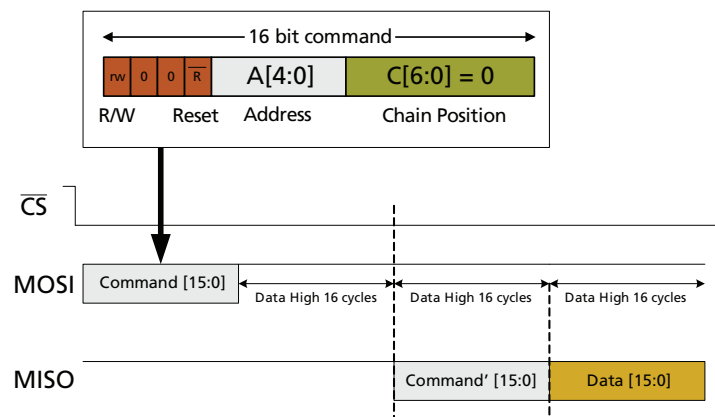 16 bit command
rw 0 0 R̅ A[4:0] C[6:0] = 0
R/W Reset Address Chain Position
C̅S̅
MOSI Command [15:0] Data High 16 cycles Data High 16 cycles Data High 16 cycles
MISO Command’ [15:0] Data [15:0]